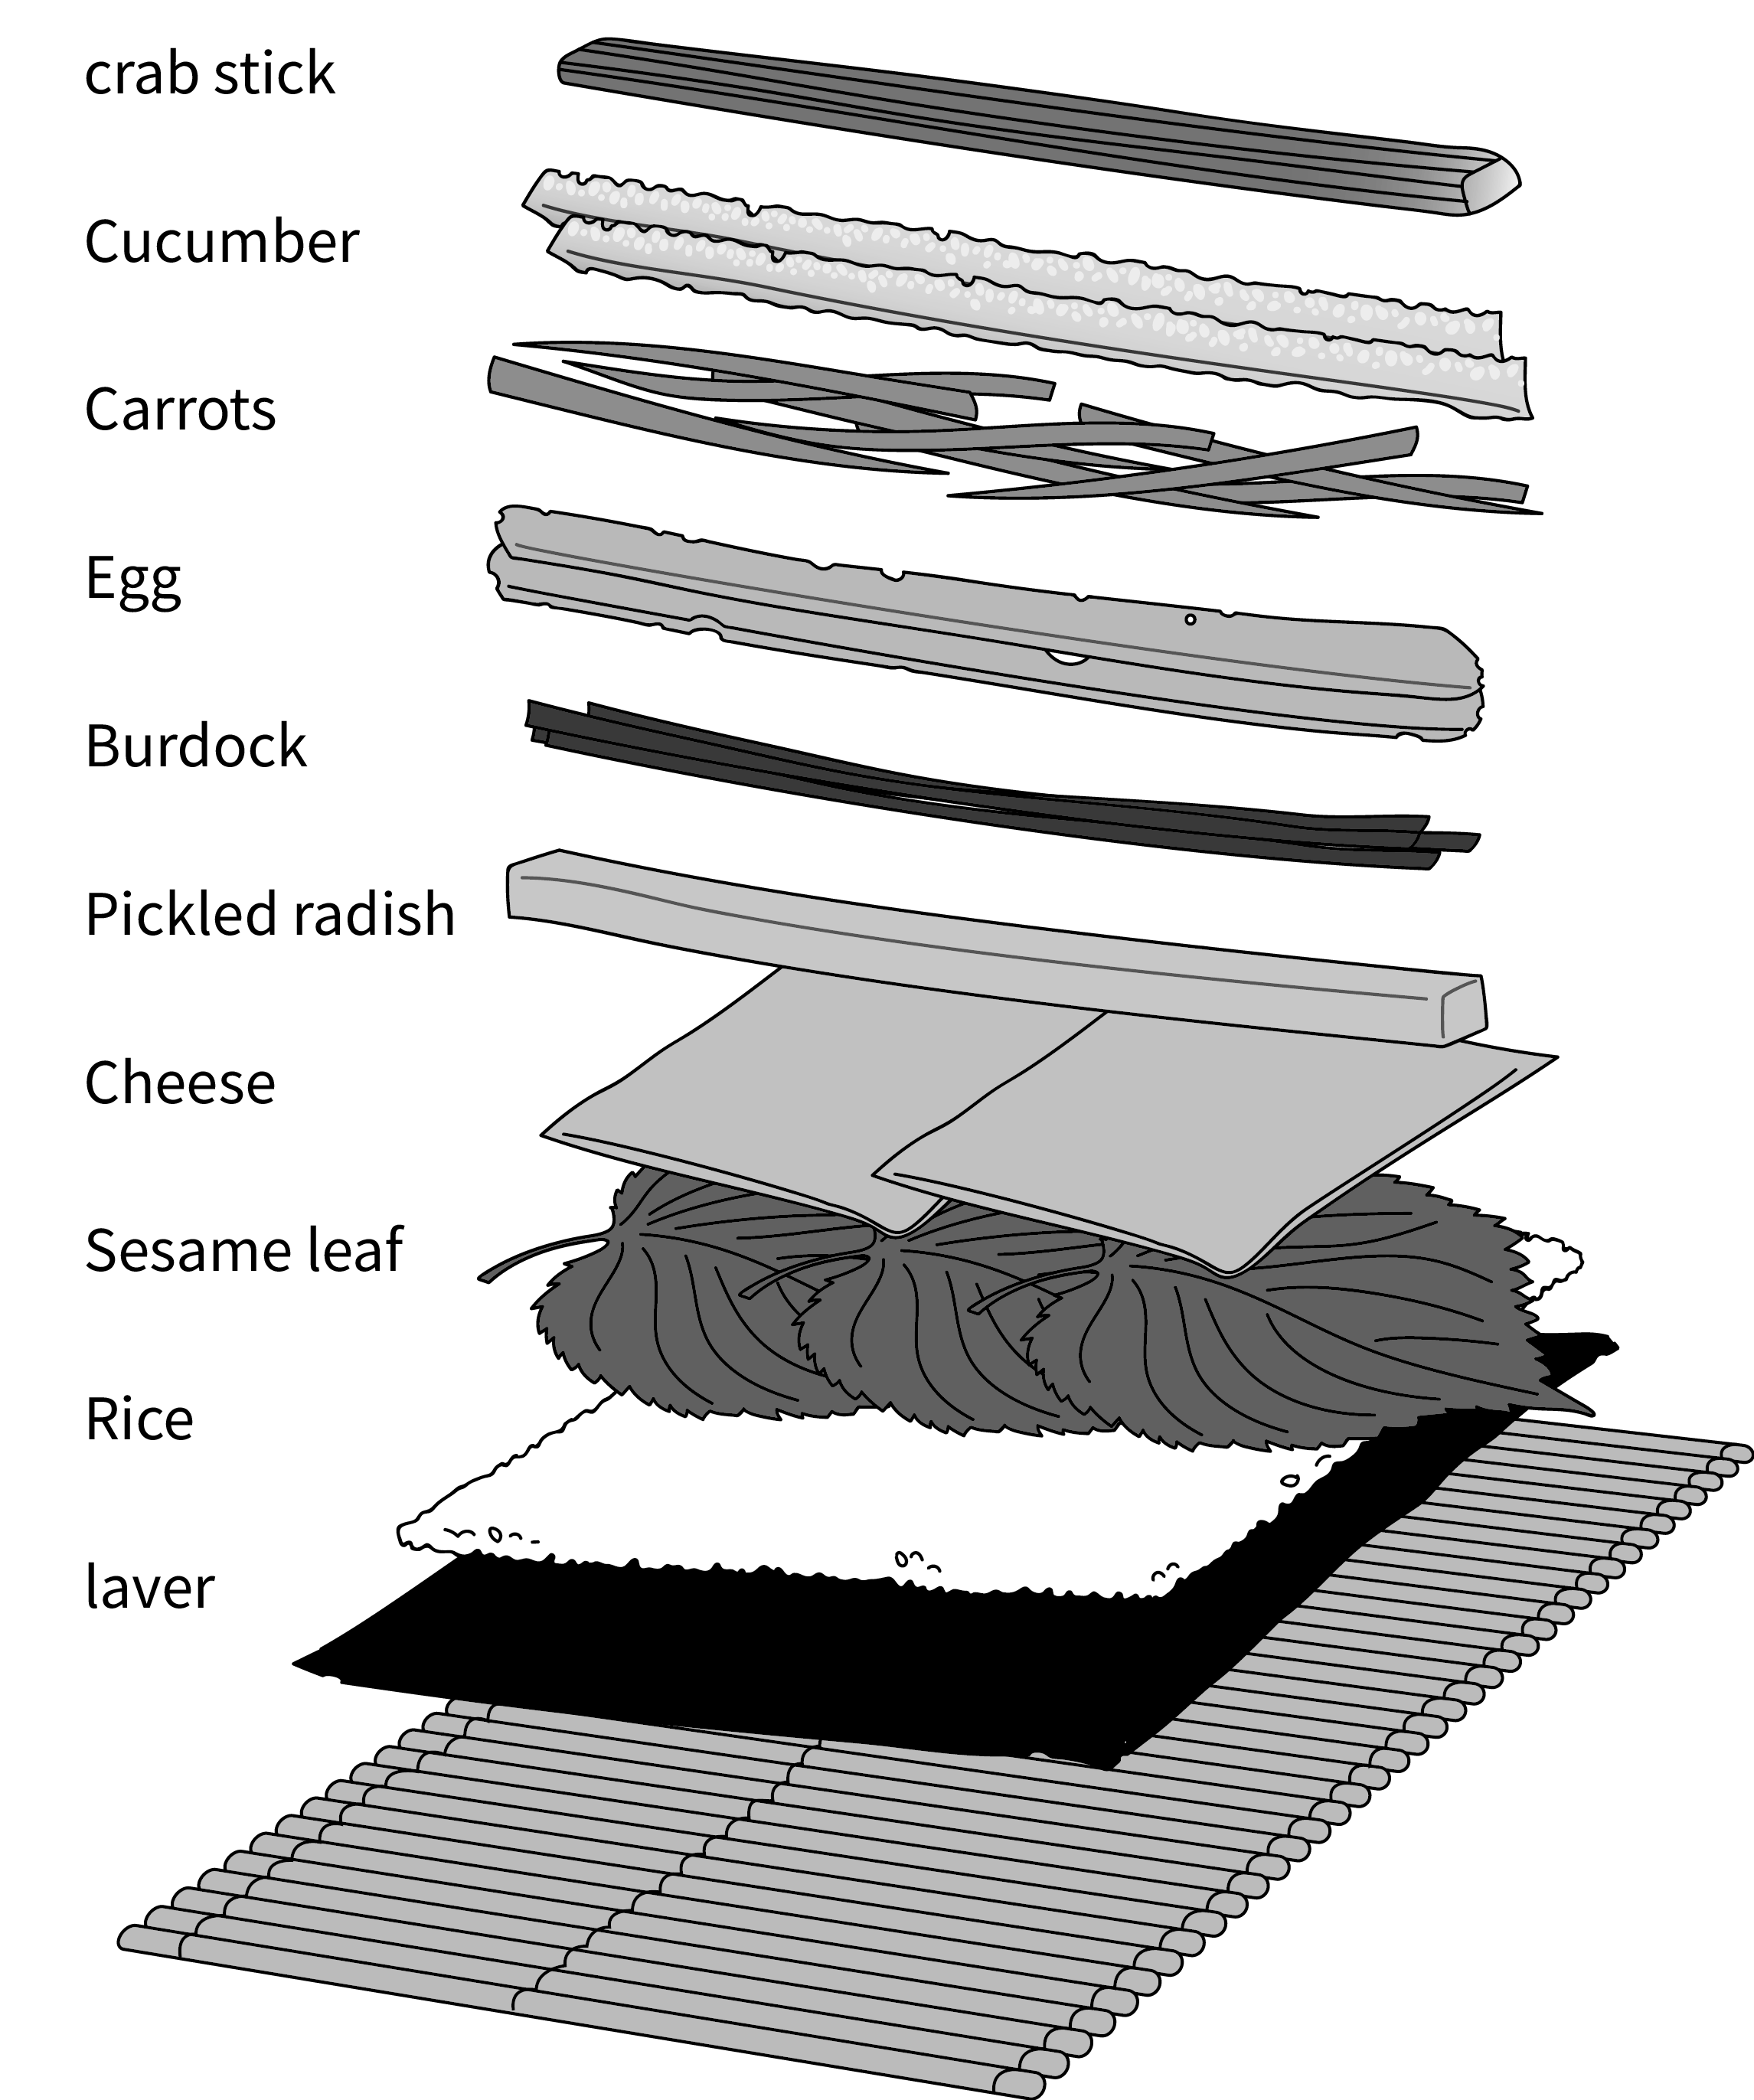 crab stick
Cucumber
Carrots
Egg
Burdock
Pickled radish
Cheese
Sesame leaf
Rice
laver